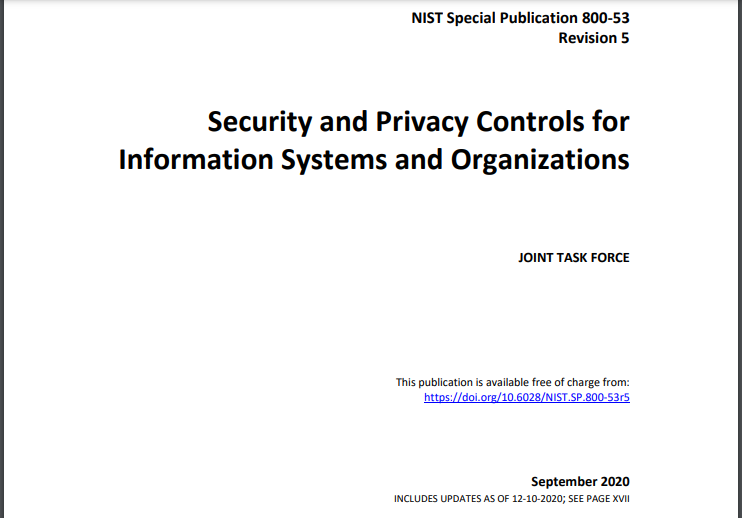 NIST Special Publication 800-53
Revision 5
Security and Privacy Controls for
Information Systems and Organizations
JOINT TASK FORCE
This publication is available free of charge from:
https://doi.org/10.6028/NIST.SP.800-53r5
September 2020
INCLUDES UPDATES AS OF 12-10-2020; SEE PAGE XVII